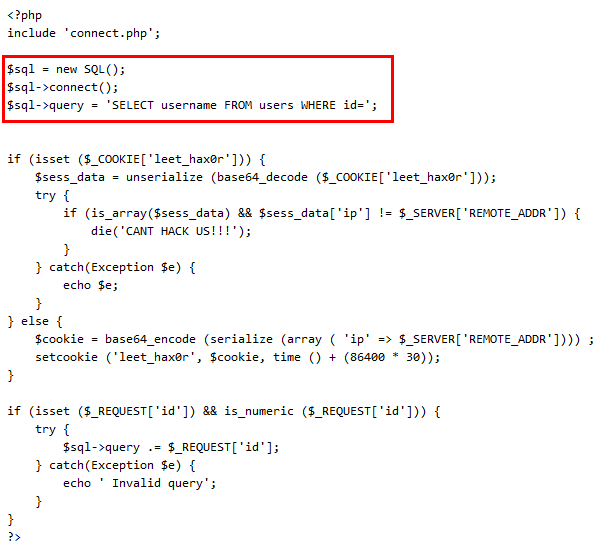 <?php
include 'connect.php';
$sql = new SQL();
$sql->connect();
$sql->query = 'SELECT username FROM users WHERE id=';
if (isset ($_COOKIE['leet_hax0r'])) {
    $sess_data = unserialize (base64_decode ($_COOKIE['leet_hax0r']));
    try {
        if (is_array($sess_data) && $sess_data['ip'] != $_SERVER['REMOTE_ADDR']) {
            die('CANT HACK US!!!');
        }
    } catch(Exception $e) {
        echo $e;
    }
} else {
    $cookie = base64_encode (serialize (array ( 'ip' => $_SERVER['REMOTE_ADDR']))) ;
    setcookie ('leet_hax0r', $cookie, time () + (86400 * 30));
}
if (isset ($_REQUEST['id']) && is_numeric ($_REQUEST['id'])) {
    try {
        $sql->query .= $_REQUEST['id'];
    } catch(Exception $e) {
        echo ' Invalid query';
    }
}
?>